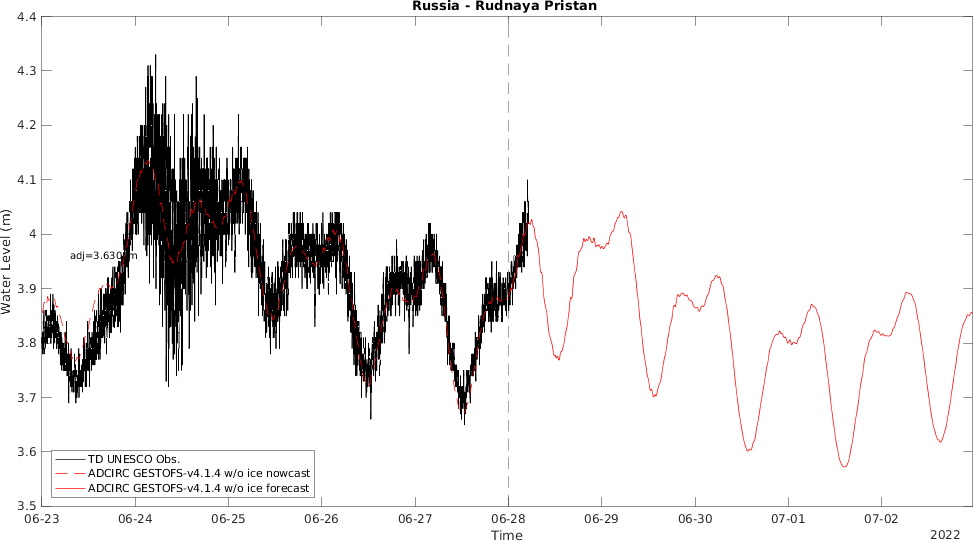 Russia - Rudnaya Pristan
4.4
4.3
4.2
4.1
4
3.9
3.8
3.7
3.6
3.5
Water Level (m)
TD UNESCO Obs.
ADCIRC GESTOFS-v4.1.4 w/o ice nowcast
ADCIRC GESTOFS-v4.1.4 w/o ice forecast
06-23 06-24 06-25 06-26 06-27 06-28 06-29 06-30 07-01 07-02
Time
2022